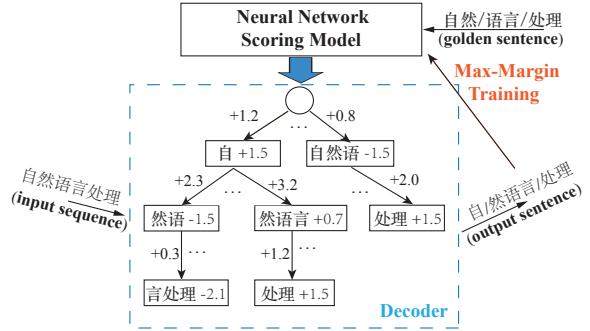 Neural Network
Scoring Model
自然/语言/处理
(golden sentence)
Max-Margin
Training
+1.2
...
+0.8
自 +1.5
自然语 -1.5
+2.3
...
+3.2
...
+2.0
自然语言处理
(input sequence)
然语 -1.5
然语言 +0.7
处理 +1.5
自/然语言/处理
(output sentence)
+0.3
...
+1.2
...
言处理 -2.1
处理 +1.5
Decoder